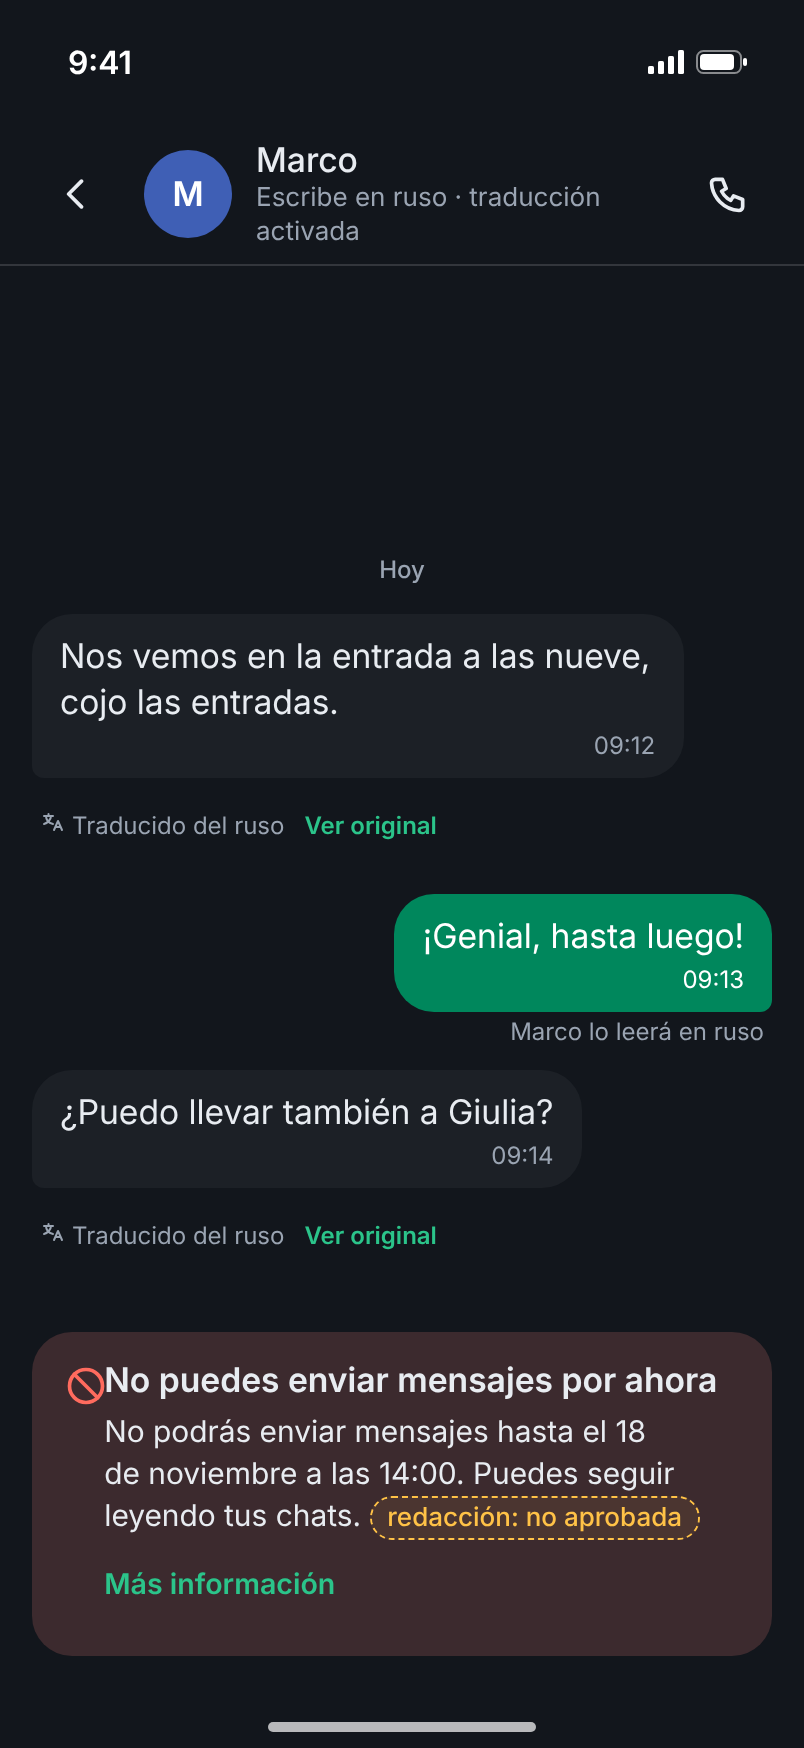 9:41
M
Marco
Escribe en ruso · traducción
activada
Hoy
Nos vemos en la entrada a las nueve,
cojo las entradas.
09:12
Traducido del ruso Ver original
¡Genial, hasta luego!
09:13
Marco lo leerá en ruso
¿Puedo llevar también a Giulia?
09:14
Traducido del ruso Ver original
No puedes enviar mensajes por ahora
No podrás enviar mensajes hasta el 18
de noviembre a las 14:00. Puedes seguir
leyendo tus chats. redacción: no aprobada
Más información